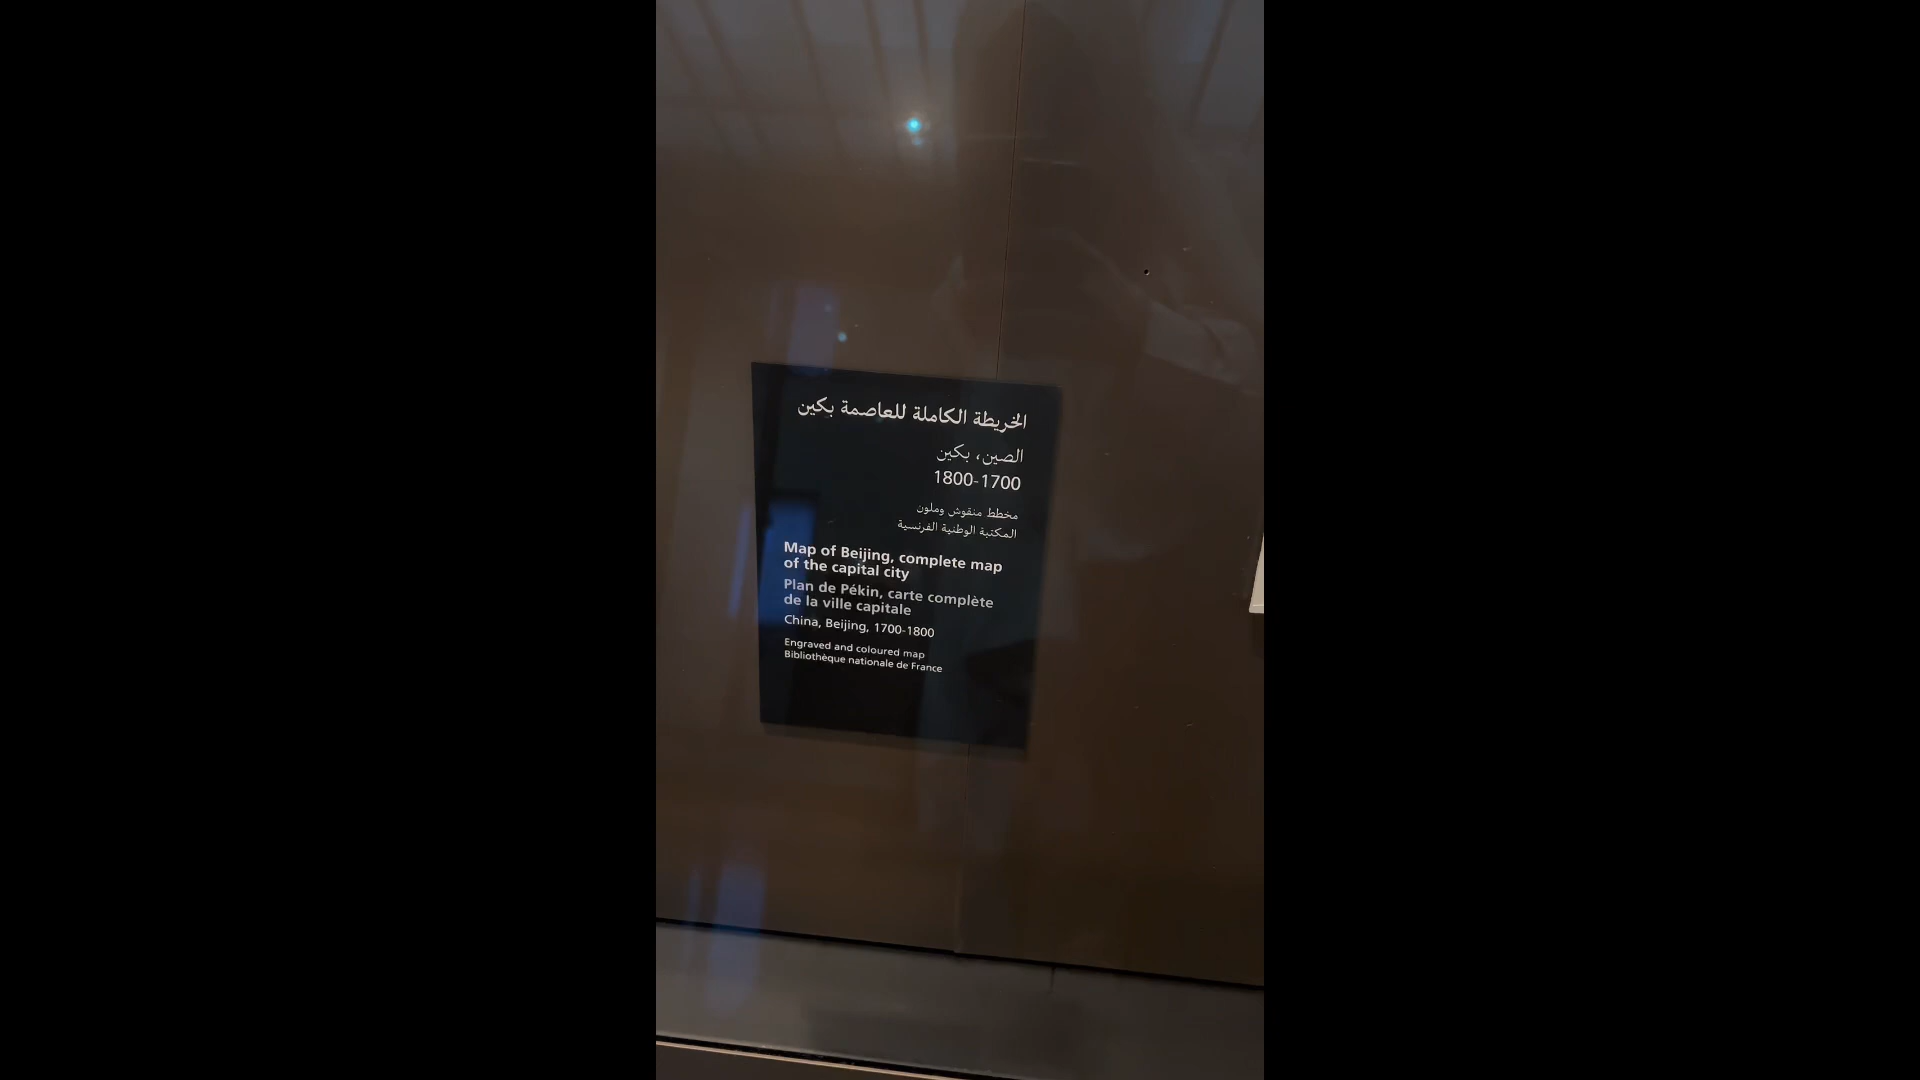 الخريطة الكاملة للعاصمة بكين
الصين، بكين
1800-1700
مخطط منقوش وملون
المكتبة الوطنية الفرنسية
Map of Beijing, complete map
of the capital city
Plan de Pékin, carte complète
de la ville capitale
China, Beijing, 1700-1800
Engraved and coloured map
Bibliothèque nationale de France